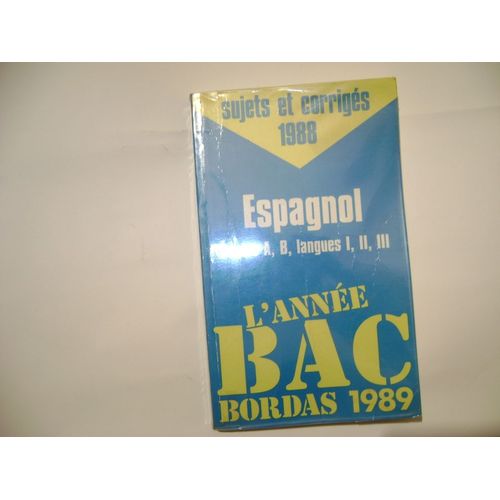 sujets et corrigés
1988
Espagnol
A, B, langues I, II, III
L'ANNÉE
BAC
BORDAS 1989